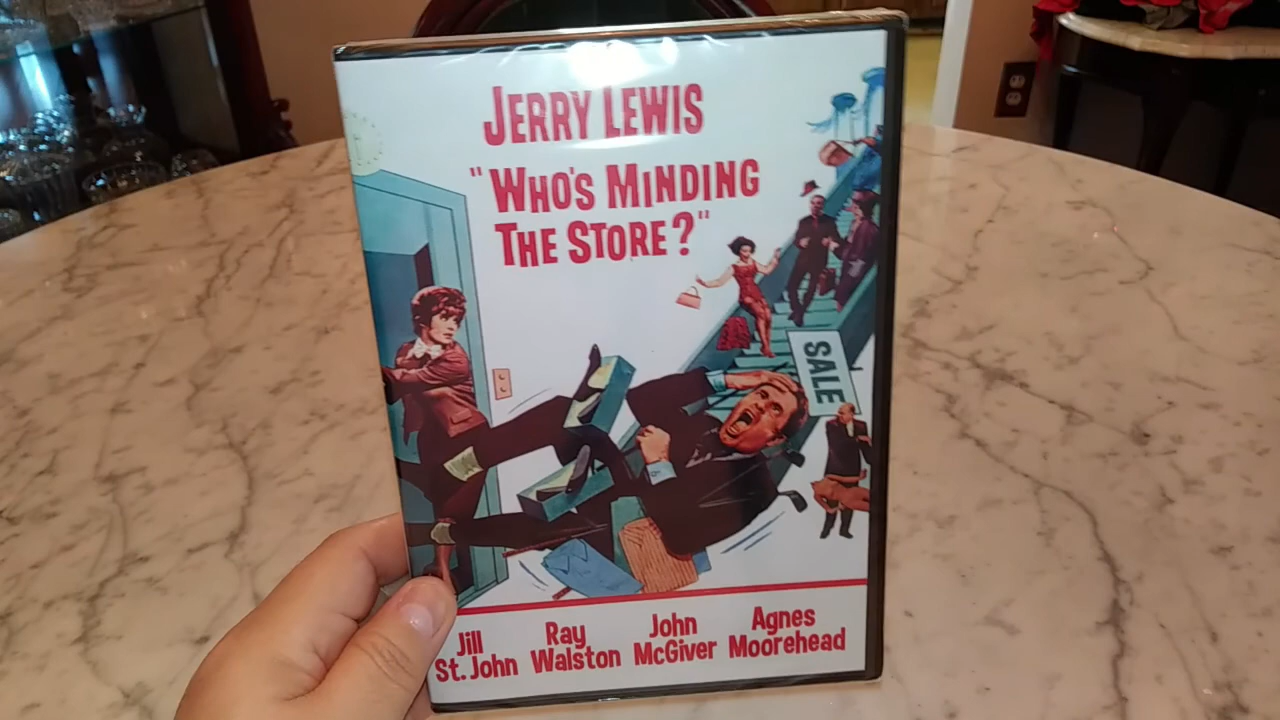 JERRY LEWIS
"WHO'S MINDING
THE STORE?"
SALE
Jill
St. John
Ray
Walston
John
McGiver
Agnes
Moorehead